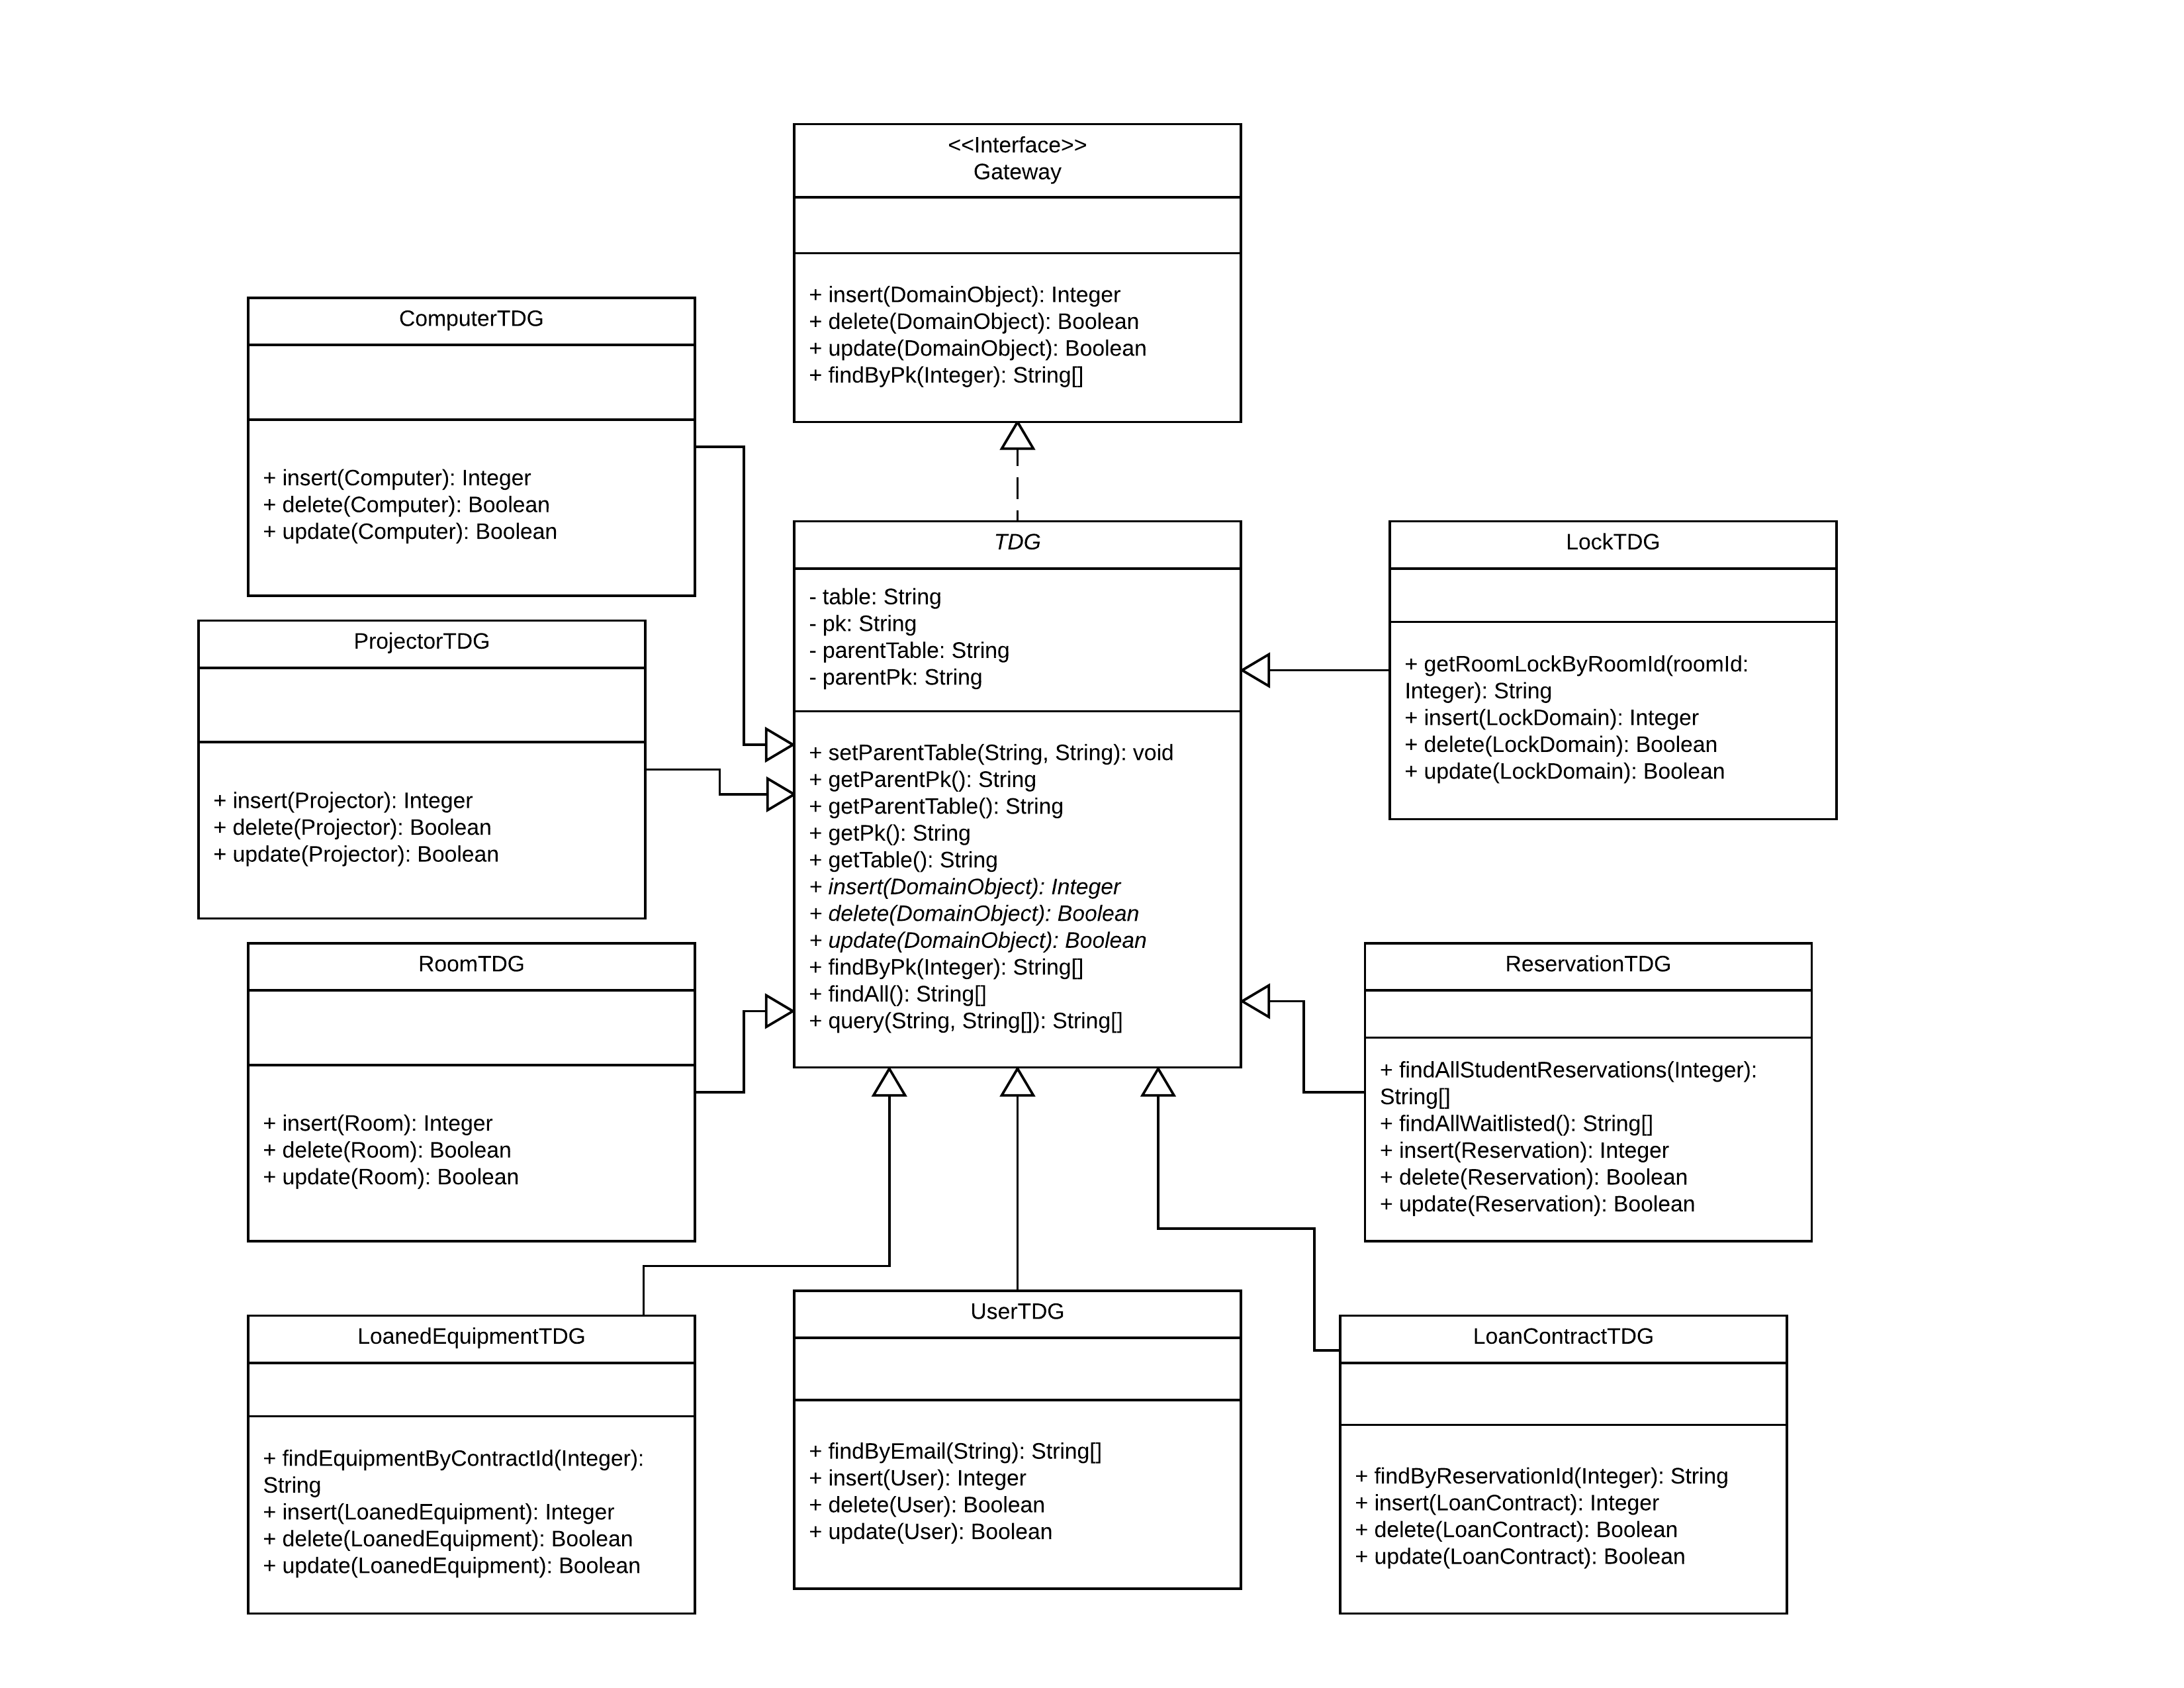 <<Interface>>
Gateway
+ insert(DomainObject): Integer
+ delete(DomainObject): Boolean
+ update(DomainObject): Boolean
+ findByPk(Integer): String[]
ComputerTDG
+ insert(Computer): Integer
+ delete(Computer): Boolean
+ update(Computer): Boolean
TDG
- table: String
- pk: String
- parentTable: String
- parentPk: String
+ setParentTable(String, String): void
+ getParentPk(): String
+ getParentTable(): String
+ getPk(): String
+ getTable(): String
+ insert(DomainObject): Integer
+ delete(DomainObject): Boolean
+ update(DomainObject): Boolean
+ findByPk(Integer): String[]
+ findAll(): String[]
+ query(String, String[]): String[]
LockTDG
+ getRoomLockByRoomId(roomId:
Integer): String
+ insert(LockDomain): Integer
+ delete(LockDomain): Boolean
+ update(LockDomain): Boolean
ProjectorTDG
+ insert(Projector): Integer
+ delete(Projector): Boolean
+ update(Projector): Boolean
RoomTDG
+ insert(Room): Integer
+ delete(Room): Boolean
+ update(Room): Boolean
ReservationTDG
+ findAllStudentReservations(Integer):
String[]
+ findAllWaitlisted(): String[]
+ insert(Reservation): Integer
+ delete(Reservation): Boolean
+ update(Reservation): Boolean
LoanedEquipmentTDG
+ findEquipmentByContractId(Integer):
String
+ insert(LoanedEquipment): Integer
+ delete(LoanedEquipment): Boolean
+ update(LoanedEquipment): Boolean
UserTDG
+ findByEmail(String): String[]
+ insert(User): Integer
+ delete(User): Boolean
+ update(User): Boolean
LoanContractTDG
+ findByReservationId(Integer): String
+ insert(LoanContract): Integer
+ delete(LoanContract): Boolean
+ update(LoanContract): Boolean